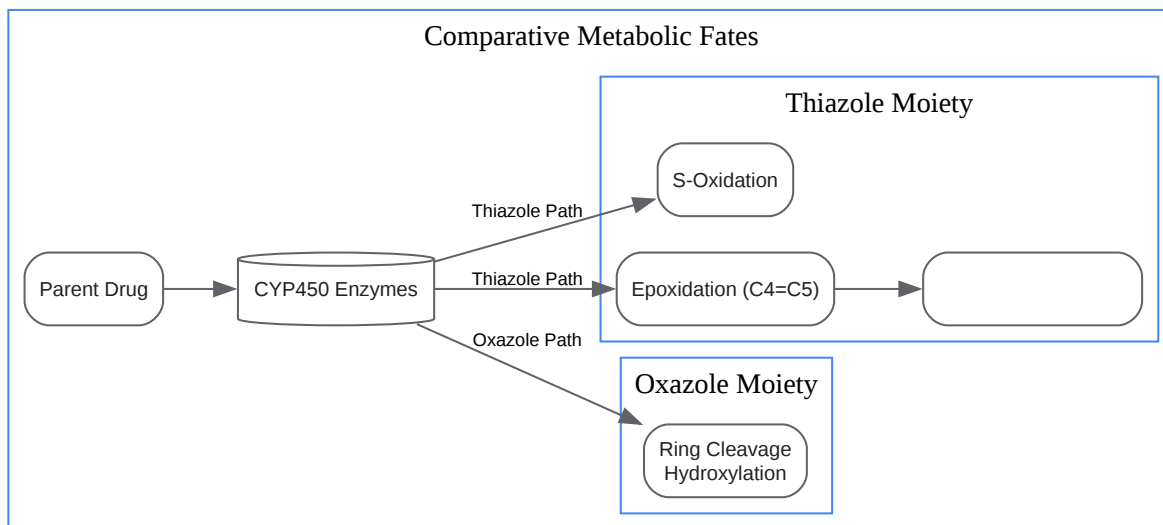 Comparative Metabolic Fates
Thiazole Moiety
S-Oxidation
Thiazole Path
Parent Drug
CYP450 Enzymes
Thiazole Path
Epoxidation (C4=C5)
Oxazole Path
Oxazole Moiety
Ring Cleavage
Hydroxylation